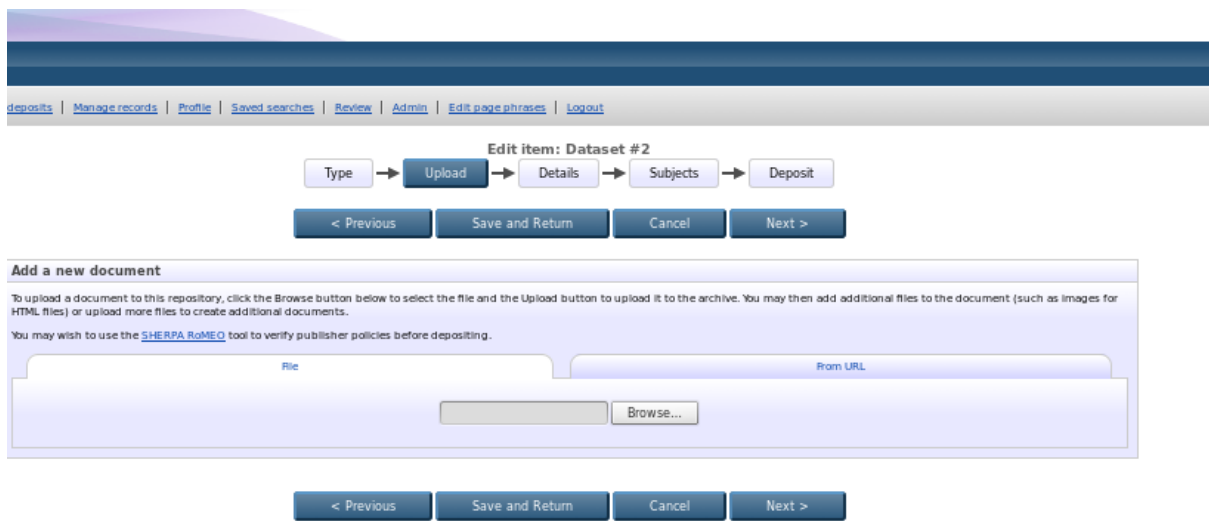 deposits | Manage records | Profile | Saved searches | Review | Admin | Edit page phrases | Logout
Edit item: Dataset #2
Type Upload Details Subjects Deposit
< Previous Save and Return Cancel Next >
Add a new document
To upload a document to this repository, click the Browse button below to select the file and the Upload button to upload it to the archive. You may then add additional files to the document (such as images for
HTML files) or upload more files to create additional documents.
You may wish to use the SHERPA RoMEO tool to verify publisher policies before depositing.
File From URL
Browse...
< Previous Save and Return Cancel Next >